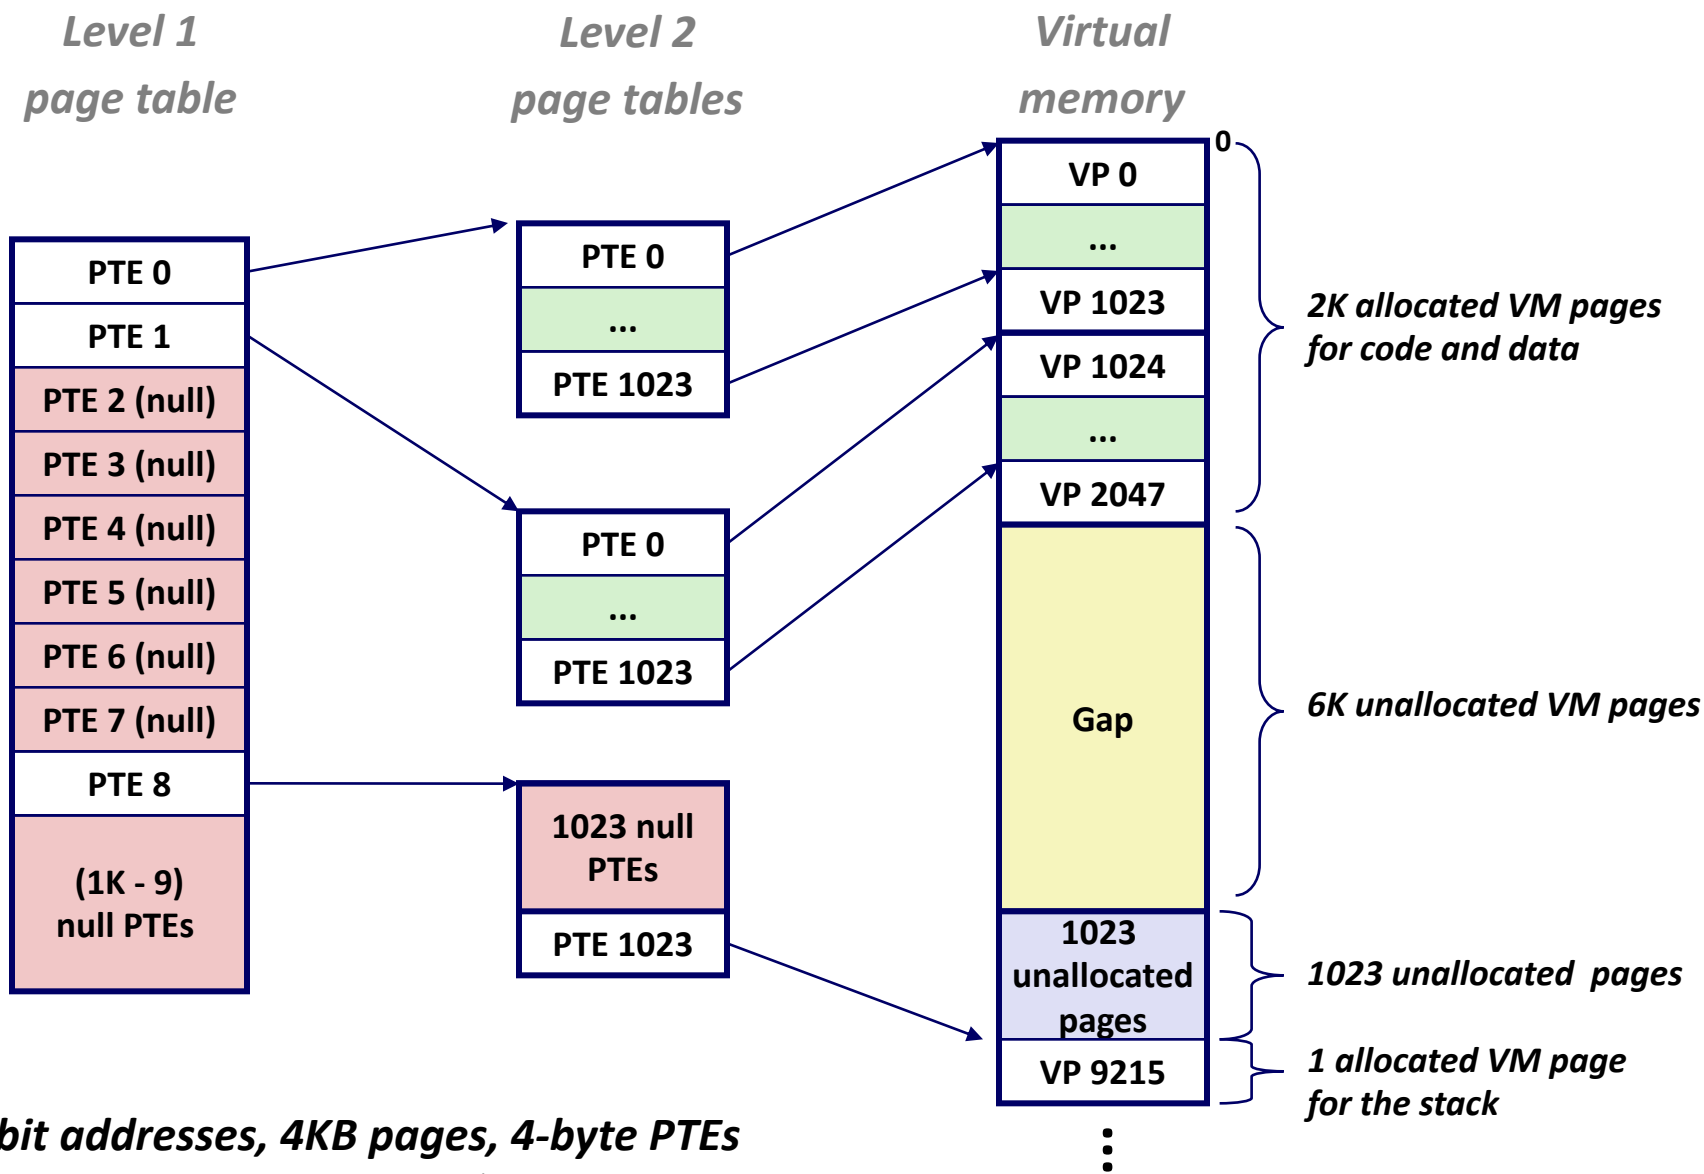 Level 1
page table
Level 2
page tables
Virtual
memory
PTE 0
PTE 1
PTE 2 (null)
PTE 3 (null)
PTE 4 (null)
PTE 5 (null)
PTE 6 (null)
PTE 7 (null)
PTE 8
(1K - 9)
null PTEs
PTE 0
...
PTE 1023
PTE 0
...
PTE 1023
1023 null
PTEs
PTE 1023
0
VP 0
...
VP 1023
VP 1024
...
VP 2047
Gap
1023
unallocated
pages
VP 9215
2K allocated VM pages
for code and data
6K unallocated VM pages
1023 unallocated pages
1 allocated VM page
for the stack
bit addresses, 4KB pages, 4-byte PTEs